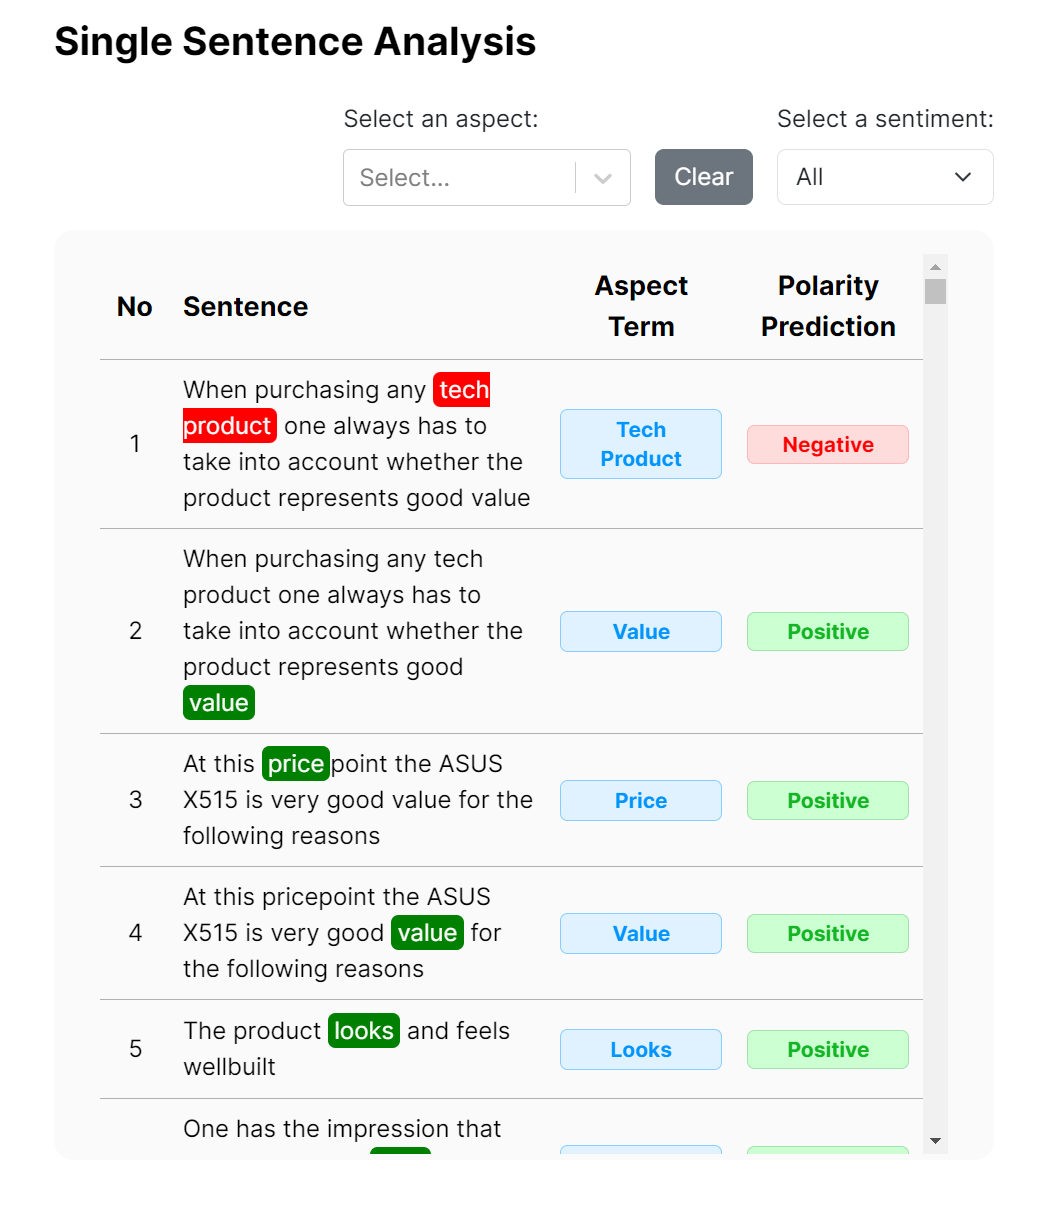 Single Sentence Analysis
Select an aspect:
Select a sentiment:
Select...
Clear
All
No
Sentence
Aspect
Term
Polarity
Prediction
1
When purchasing any tech
product one always has to
take into account whether the
product represents good value
Tech
Product
Negative
2
When purchasing any tech
product one always has to
take into account whether the
product represents good
value
Value
Positive
3
At this price point the ASUS
X515 is very good value for the
following reasons
Price
Positive
4
At this pricepoint the ASUS
X515 is very good value for
the following reasons
Value
Positive
5
The product looks and feels
wellbuilt
Looks
Positive
One has the impression that